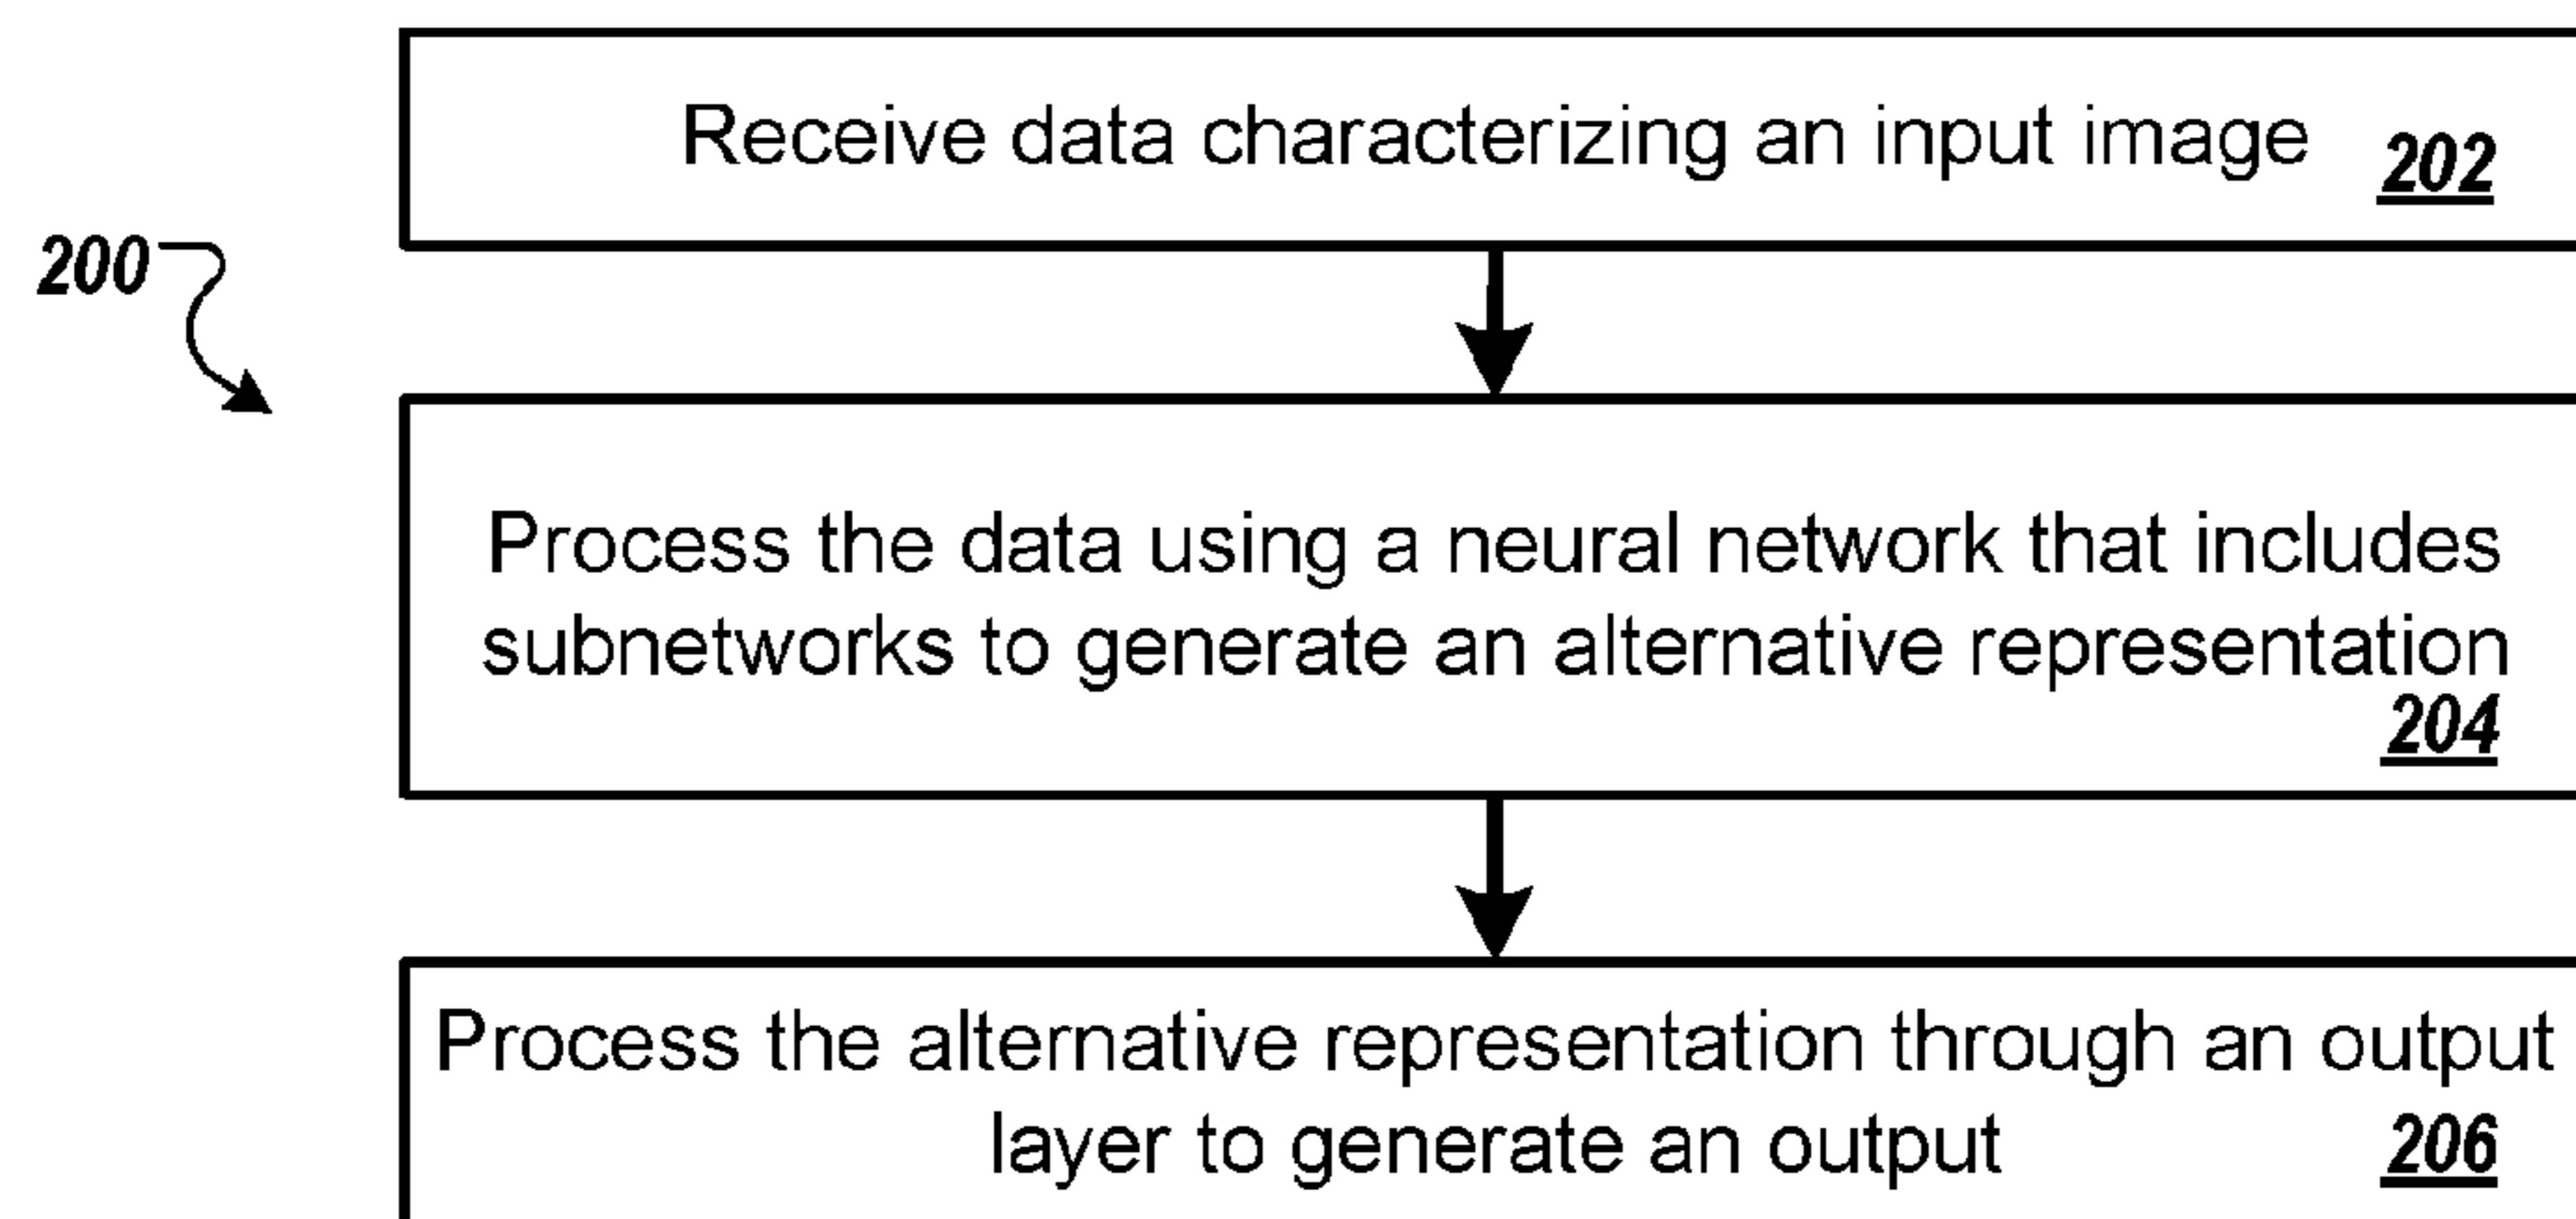 Receive data characterizing an input image 202
200
Process the data using a neural network that includes
subnetworks to generate an alternative representation
204
Process the alternative representation through an output
layer to generate an output 206